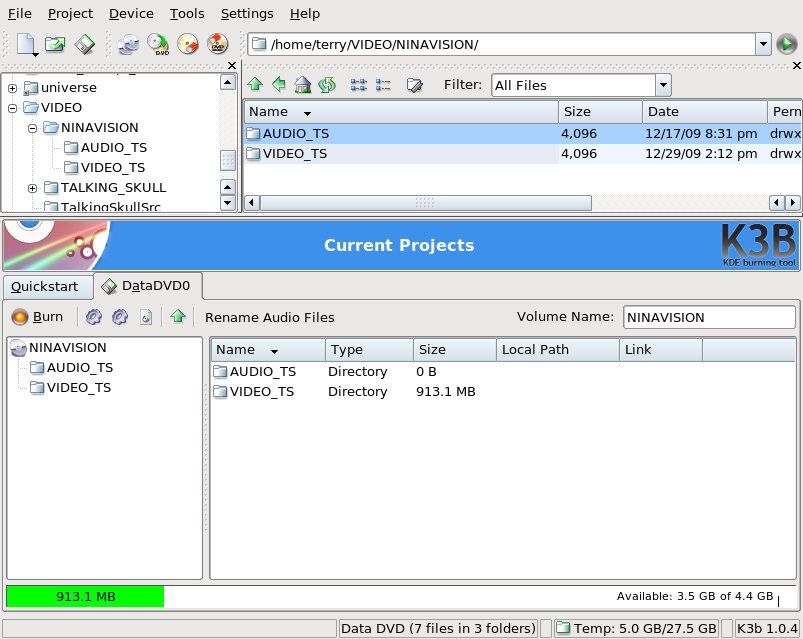 File Project Device Tools Settings Help
/home/terry/VIDEO/NINAVISION/
universe
VIDEO
NINAVISION
AUDIO_TS
VIDEO_TS
TALKING_SKULL
TalkingSkullSrc
Filter: All Files
Name Size Date Perm
AUDIO_TS 4,096 12/17/09 8:31 pm drwx
VIDEO_TS 4,096 12/29/09 2:12 pm drwx
Current Projects
K3B
KDE burning tool
Quickstart DataDVD0
Burn Rename Audio Files Volume Name: NINAVISION
NINAVISION
AUDIO_TS
VIDEO_TS
Name Type Size Local Path Link
AUDIO_TS Directory 0 B
VIDEO_TS Directory 913.1 MB
913.1 MB Available: 3.5 GB of 4.4 GB
Data DVD (7 files in 3 folders) Temp: 5.0 GB/27.5 GB K3b 1.0.4